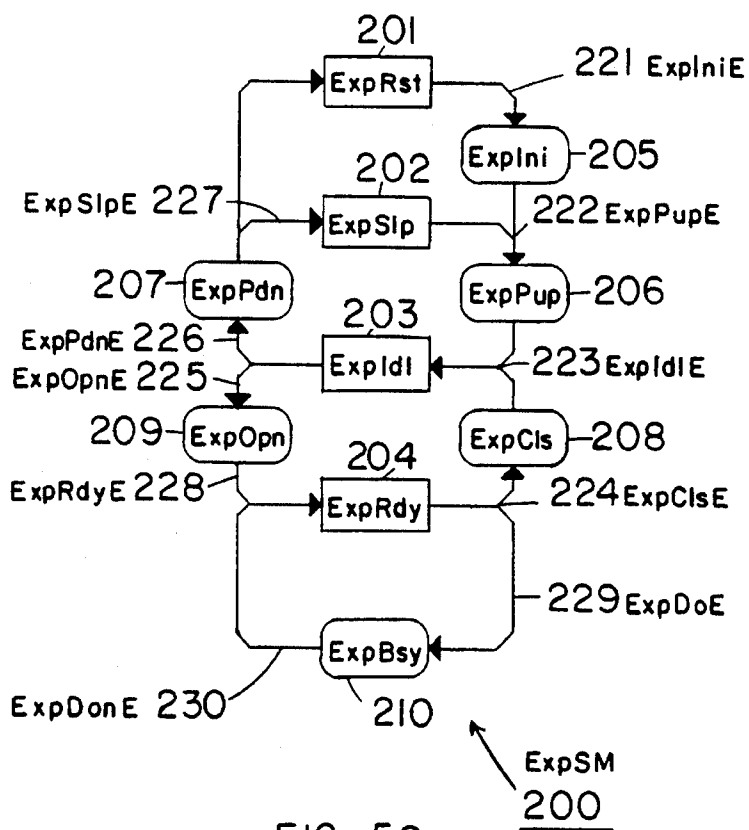 201
ExpRst
221 ExpIniE
ExpIni 205
202
ExpSlpE 227
ExpSlp
222 ExpPupE
207 ExpPdn
ExpPup 206
203
ExpPdnE 226
ExpIdl
223 ExpIdlE
ExpOpnE 225
209 ExpOpn
ExpCls 208
204
ExpRdyE 228
ExpRdy
224 ExpClsE
229 ExpDoE
ExpBsy
ExpDonE 230
210
ExpSM
200